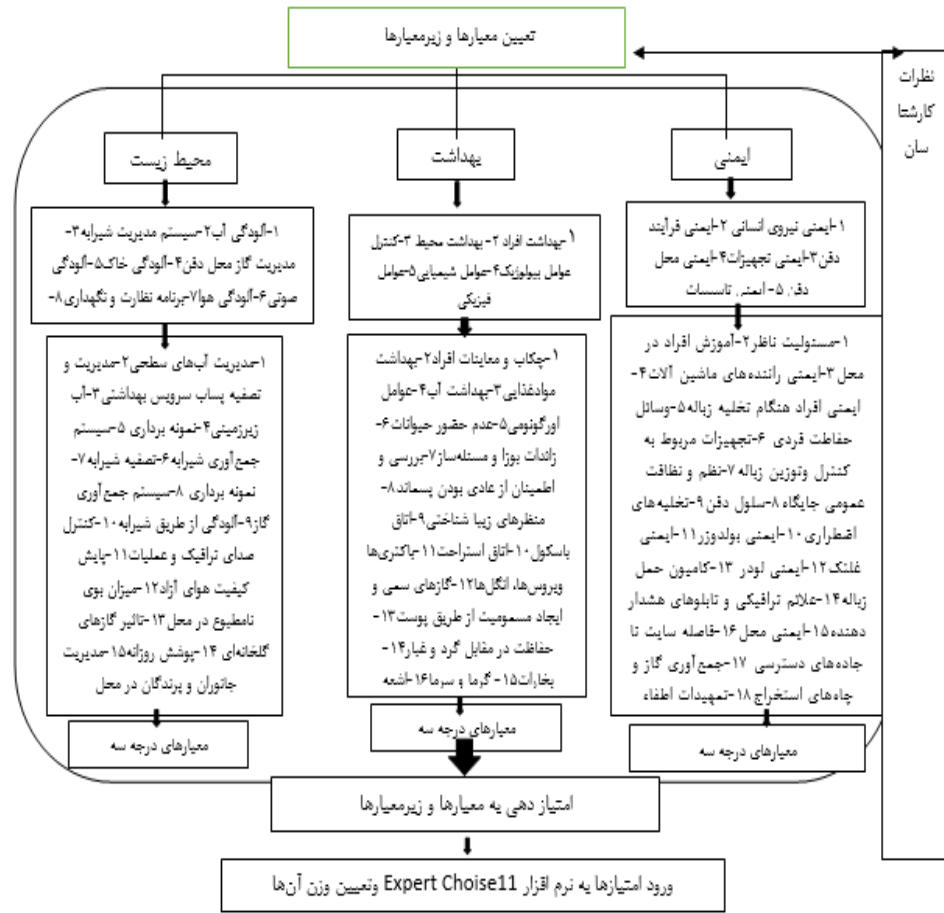 تعیین معیارها و زیرمعیارها
نظرات
کارشنا
سان
ایمنی
بهداشت
محیط زیست
۱-ایمنی نیروی انسانی ۲-ایمنی فرآیند
دفن۳-ایمنی تجهیزات۴-ایمنی محل
دفن ۵- ایمنی تاسیسات
۱-بهداشت افراد ۲- بهداشت محیط ۳-کنترل
عوامل بیولوژیک۴-عوامل شیمیایی۵-عوامل
فیزیکی
۱-آلودگی آب۲-سیستم مدیریت شیرابه۳-
مدیریت گاز محل دفن۴-آلودگی خاک۵-آلودگی
صوتی۶-آلودگی هوا۷-برنامه نظارت و نگهداری۸-
۱-مسئولیت ناظر۲-آموزش افراد در
محل۳-ایمنی راننده‌های ماشین آلات۴-
ایمنی افراد هنگام تخلیه زباله۵-وسائل
حفاظت فردی ۶-تجهیزات مربوط به
کنترل وتوزین زباله۷-نظم و نظافت
عمومی جایگاه۸-سلول دفن۹-تخلیه‌های
اضطراری۱۰-ایمنی بولدوزر۱۱-ایمنی
غلتک۱۲-ایمنی لودر ۱۳-کامیون حمل
زباله۱۴-علائم ترافیکی و تابلوهای هشدار
دهنده۱۵-ایمنی محل۱۶-فاصله سایت تا
جاده‌های دسترسی ۱۷-جمع‌آوری گاز و
چاه‌های استخراج۱۸-تمهیدات اطفاء
۱-چکاپ و معاینات افراد۲-بهداشت
موادغذایی۳-بهداشت آب۴-عوامل
اورگونومی۵-عدم حضور حیوانات۶-
زائدات بوزا و مسئله‌ساز۷-بررسی و
اطمینان از عادی بودن پسماند۸-
منظرهای زیبا شناختی۹-اتاق
باسکول۱۰-اتاق استراحت۱۱-باکتری‌ها
ویروس‌ها، انگل‌ها۱۲-گازهای سمی و
ایجاد مسمومیت از طریق پوست۱۳-
حفاظت در مقابل گرد و غبار۱۴-
بخارات۱۵- گرما و سرما۱۶-اشعه
۱-مدیریت آب‌های سطحی۲-مدیریت و
تصفیه پساب سرویس بهداشتی۳-آب
زیرزمینی۴-نمونه برداری ۵-سیستم
جمع‌آوری شیرابه۶-تصفیه شیرابه۷-
نمونه برداری ۸-سیستم جمع‌آوری
گاز۹-آلودگی از طریق شیرابه۱۰-کنترل
صدای ترافیک و عملیات۱۱-پایش
کیفیت هوای آزاد۱۲-میزان بوی
نامطبوع در محل۱۳-تاثیر گازهای
گلخانه‌ای ۱۴-پوشش روزانه۱۵-مدیریت
جانوران و پرندگان در محل
معیارهای درجه سه
معیارهای درجه سه
معیارهای درجه سه
امتیاز دهی به معیارها و زیرمعیارها
ورود امتیازها به نرم افزار Expert Choise11 وتعیین وزن آن‌ها